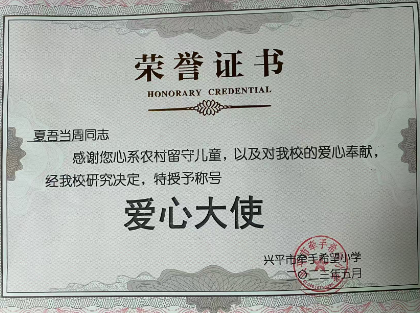 荣誉证书
HONORARY CREDENTIAL
夏吾当周同志
感谢您心系农村留守儿童，以及对我校的爱心奉献，
经我校研究决定，特授予称号
爱心大使
兴平市牵手希望小学
二〇二三年五月